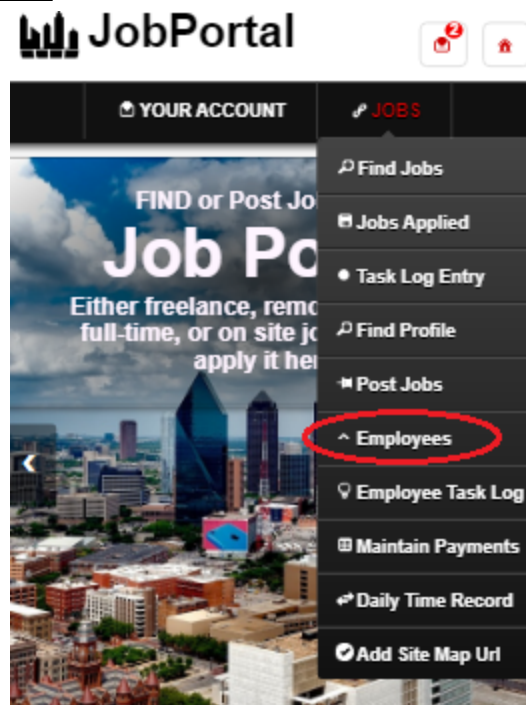 JobPortal
2
YOUR ACCOUNT
JOBS
Find Jobs
Jobs Applied
Task Log Entry
Find Profile
Post Jobs
Employees
Employee Task Log
Maintain Payments
Daily Time Record
Add Site Map Url
FIND or Post Jo
Job Po
Either freelance, remo
full-time, or on site jo
apply it he